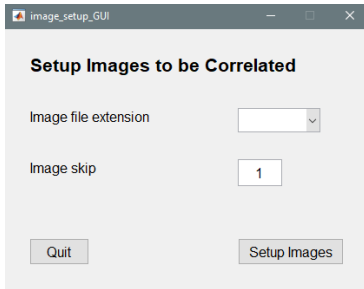 image_setup_GUI
Setup Images to be Correlated
Image file extension
Image skip
1
Quit
Setup Images